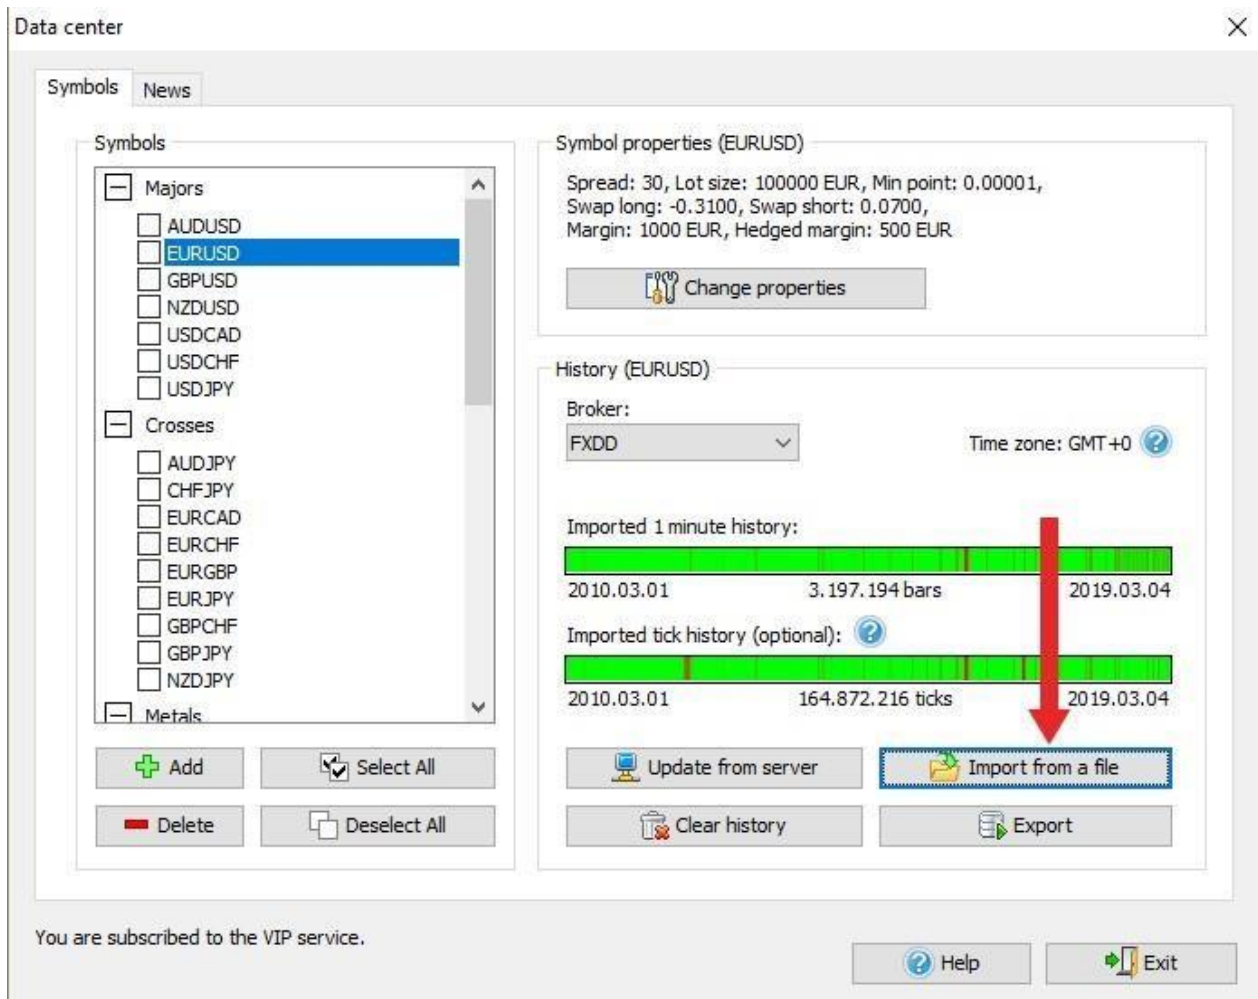 Data center
Symbols
News
Symbols
Majors
AUDUSD
EURUSD
GBPUSD
NZDUSD
USDCAD
USDCHF
USDJPY
Crosses
AUDJPY
CHFJPY
EURCAD
EURCHF
EURGBP
EURJPY
GBPCHF
GBPJPY
NZDJPY
Metals
Add
Select All
Delete
Deselect All
Symbol properties (EURUSD)
Spread: 30, Lot size: 100000 EUR, Min point: 0.00001,
Swap long: -0.3100, Swap short: 0.0700,
Margin: 1000 EUR, Hedged margin: 500 EUR
Change properties
History (EURUSD)
Broker:
FXDD
Time zone: GMT+0
Imported 1 minute history:
2010.03.01 3.197.194 bars 2019.03.04
Imported tick history (optional):
2010.03.01 164.872.216 ticks 2019.03.04
Update from server
Import from a file
Clear history
Export
You are subscribed to the VIP service.
Help
Exit